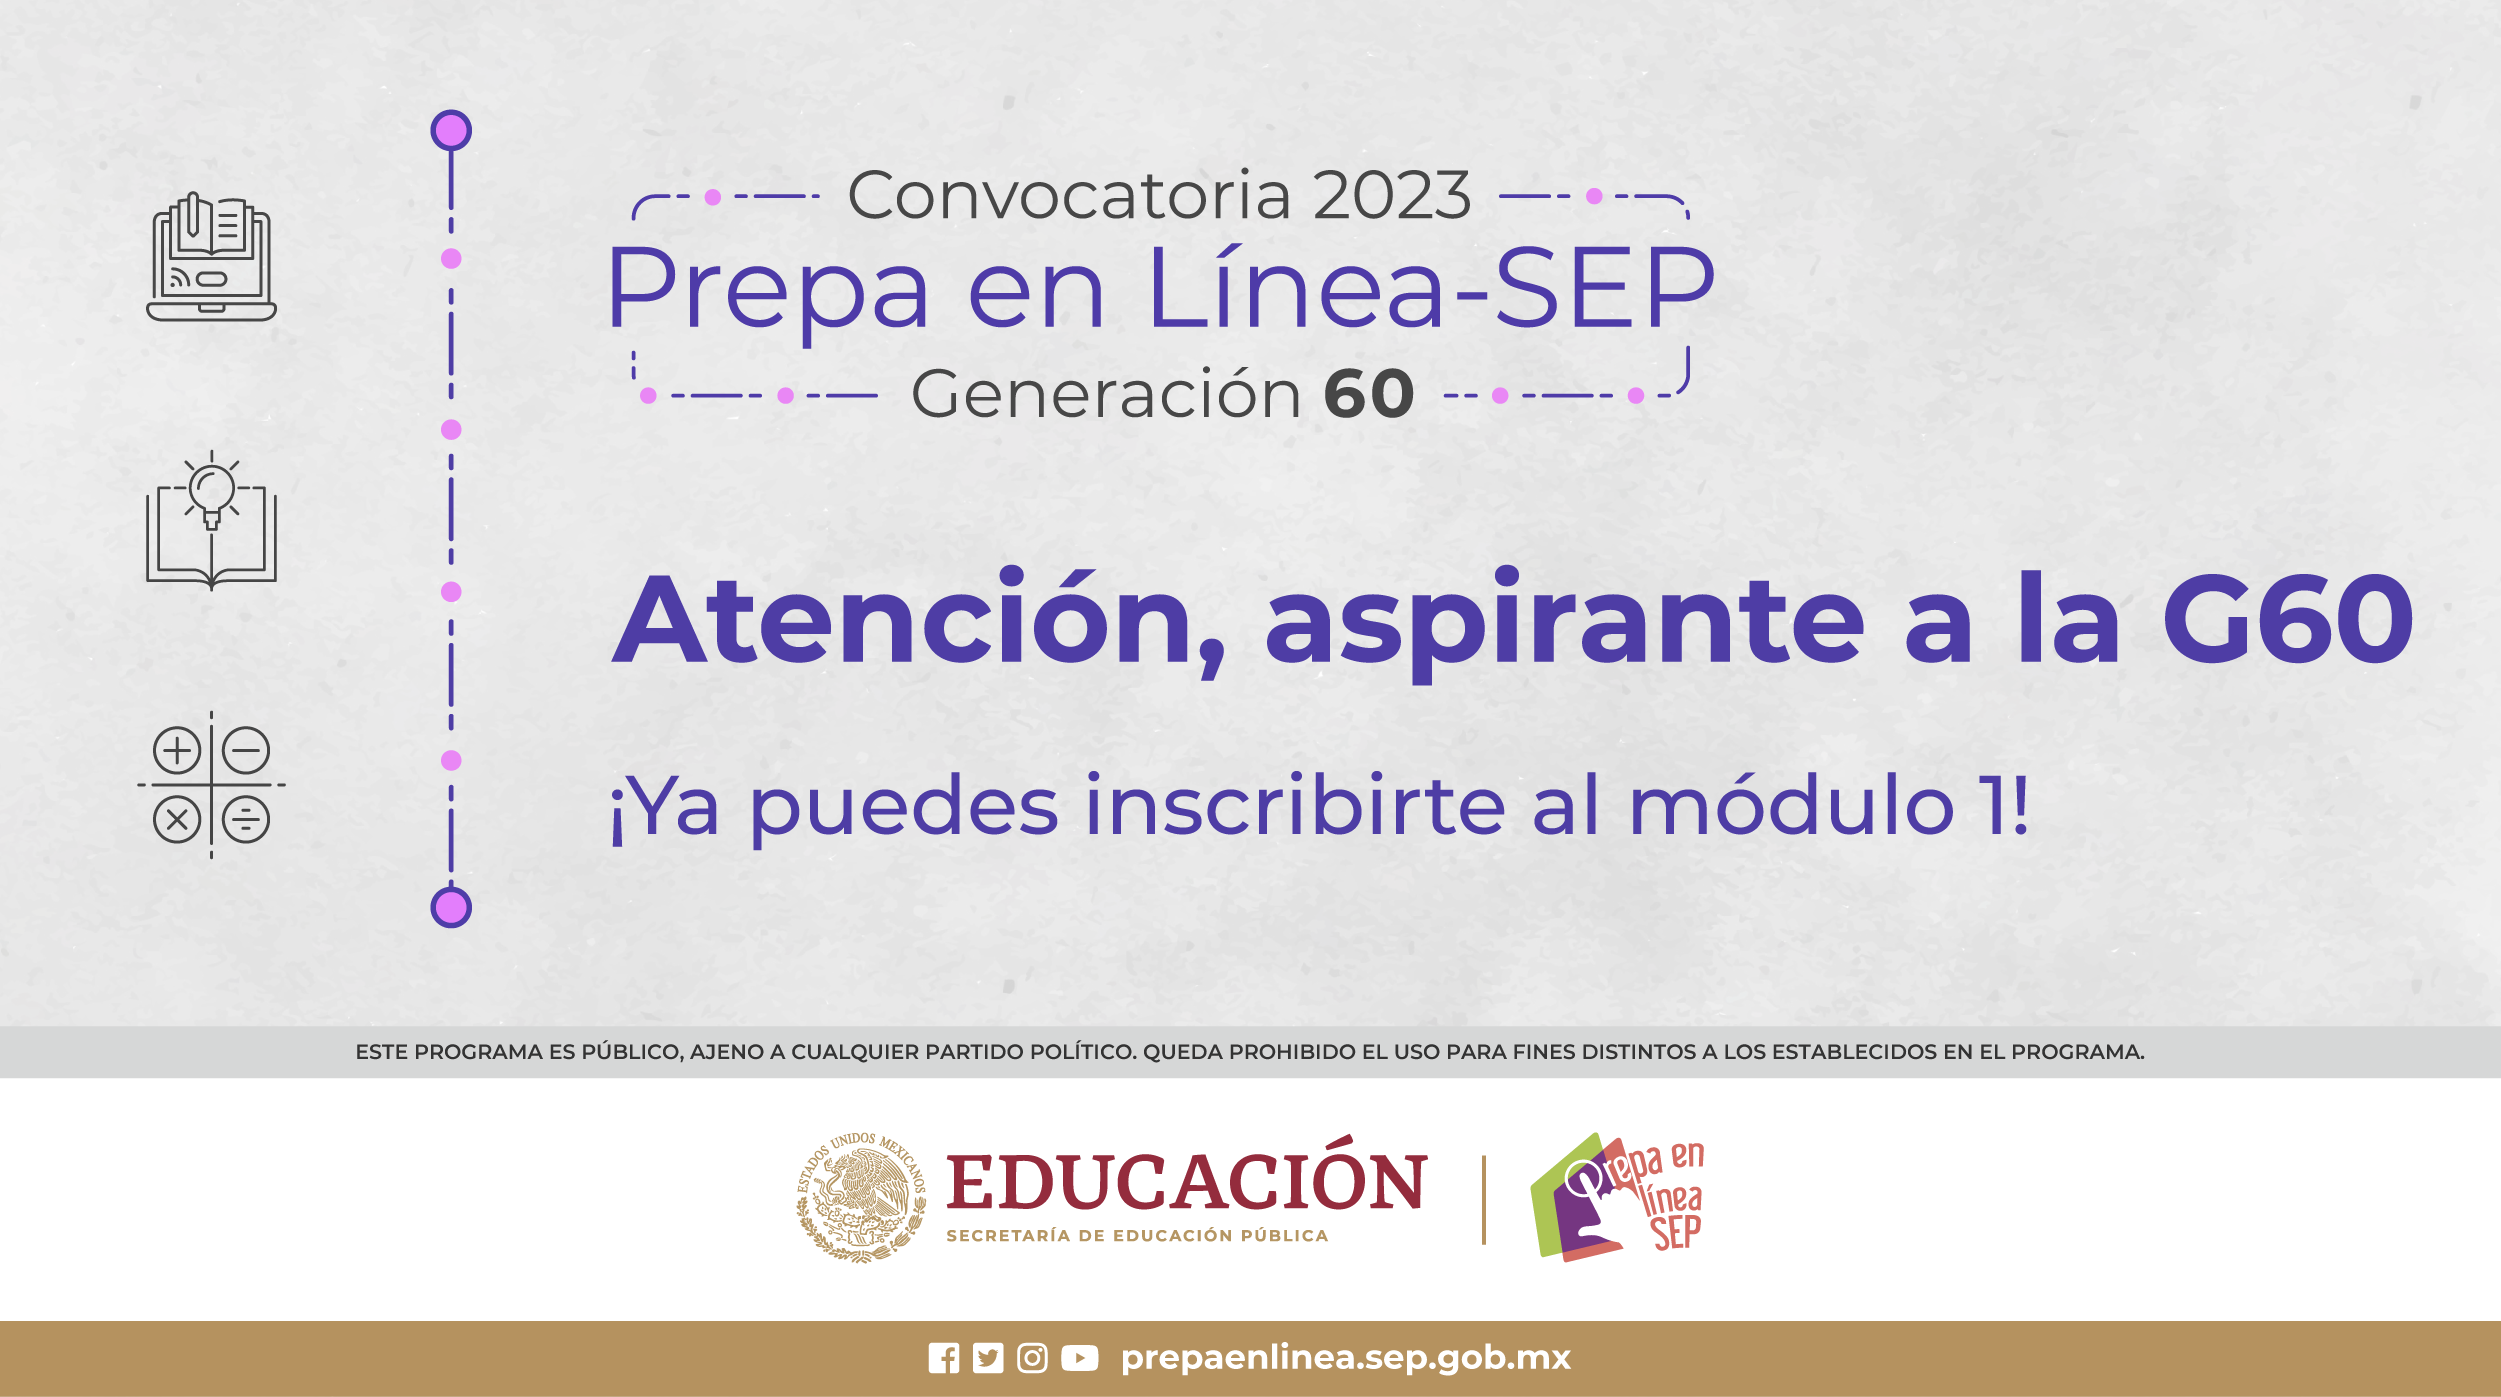 Convocatoria 2023
Prepa en Línea-SEP
Generación 60
Atención, aspirante a la G60
¡Ya puedes inscribirte al módulo 1!
ESTE PROGRAMA ES PÚBLICO, AJENO A CUALQUIER PARTIDO POLÍTICO. QUEDA PROHIBIDO EL USO PARA FINES DISTINTOS A LOS ESTABLECIDOS EN EL PROGRAMA.
ESTADOS UNIDOS MEXICANOS
EDUCACIÓN
SECRETARÍA DE EDUCACIÓN PÚBLICA
Prepa en
línea
SEP
prepaenlinea.sep.gob.mx